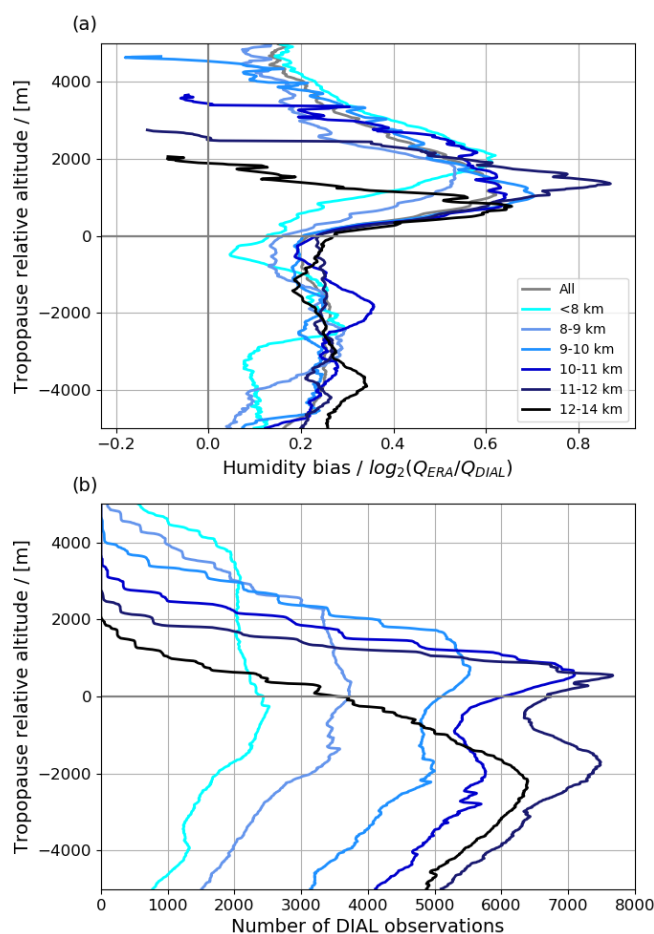 (a)
Tropopause relative altitude / [m]
4000
2000
0
−2000
−4000
All
<8 km
8-9 km
9-10 km
10-11 km
11-12 km
12-14 km
−0.2 0.0 0.2 0.4 0.6 0.8
Humidity bias / log₂(Q_ERA/Q_DIAL)
(b)
Tropopause relative altitude / [m]
4000
2000
0
−2000
−4000
0 1000 2000 3000 4000 5000 6000 7000 8000
Number of DIAL observations